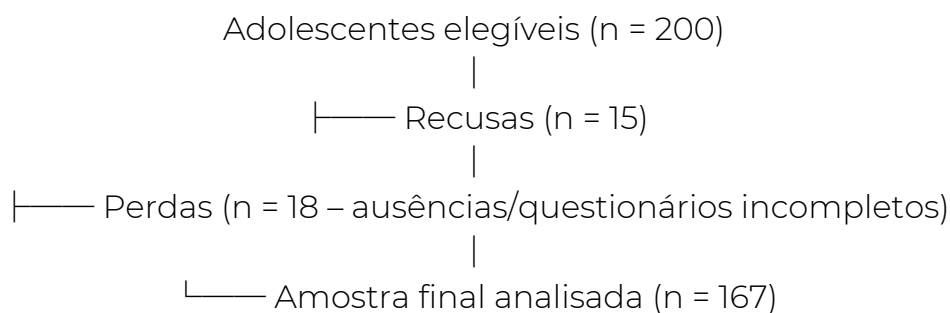 Adolescentes elegíveis (n = 200)
|
├── Recusas (n = 15)
|
├── Perdas (n = 18 – ausências/questionários incompletos)
|
└── Amostra final analisada (n = 167)